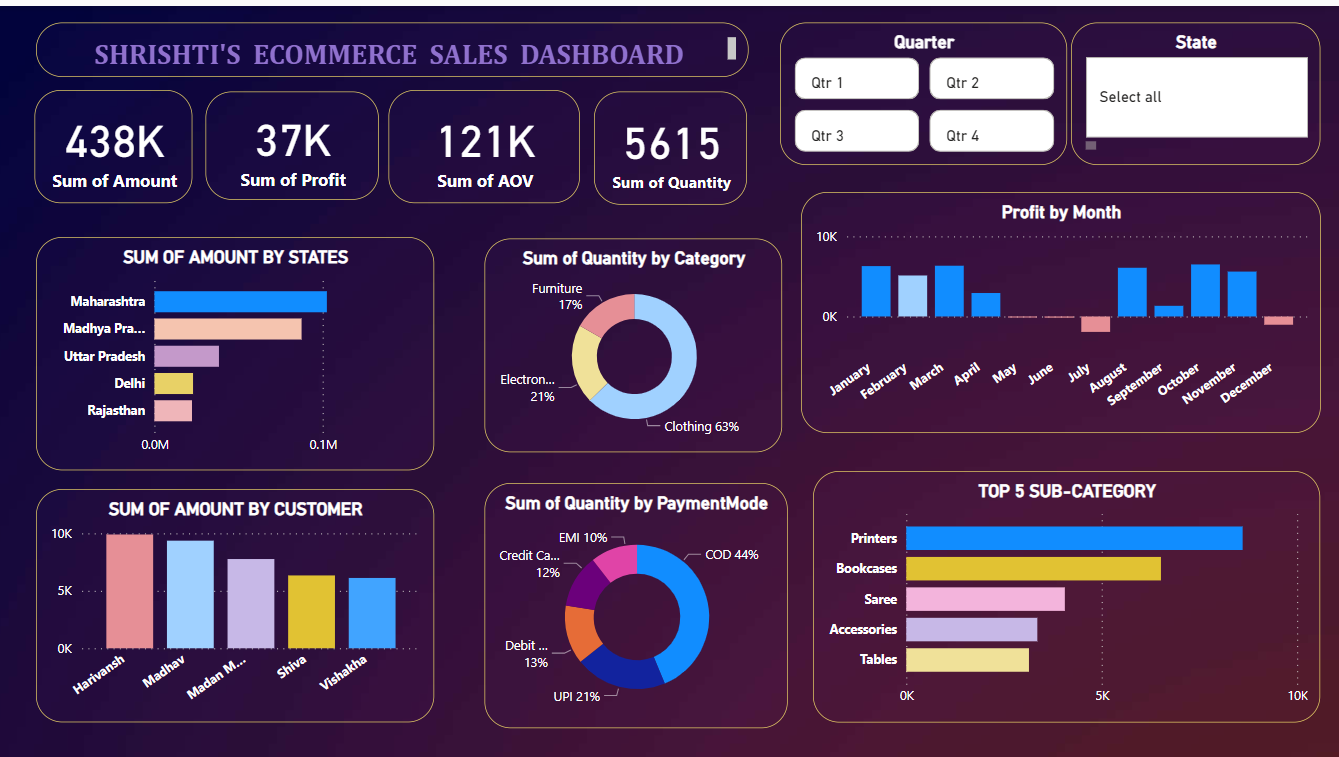 SHRISHTI'S ECOMMERCE SALES DASHBOARD
Quarter
Qtr 1
Qtr 2
Qtr 3
Qtr 4
State
Select all
438K
Sum of Amount
37K
Sum of Profit
121K
Sum of AOV
5615
Sum of Quantity
SUM OF AMOUNT BY STATES
Maharashtra
Madhya Pra...
Uttar Pradesh
Delhi
Rajasthan
0.0M
0.1M
Sum of Quantity by Category
Furniture
17%
Electron...
21%
Clothing 63%
Profit by Month
10K
0K
January
February
March
April
May
June
July
August
September
October
November
December
SUM OF AMOUNT BY CUSTOMER
10K
5K
0K
Harivansh
Madhav
Madan M...
Shiva
Vishakha
Sum of Quantity by PaymentMode
EMI 10%
COD 44%
Credit Ca...
12%
Debit ...
13%
UPI 21%
TOP 5 SUB-CATEGORY
Printers
Bookcases
Saree
Accessories
Tables
0K
5K
10K